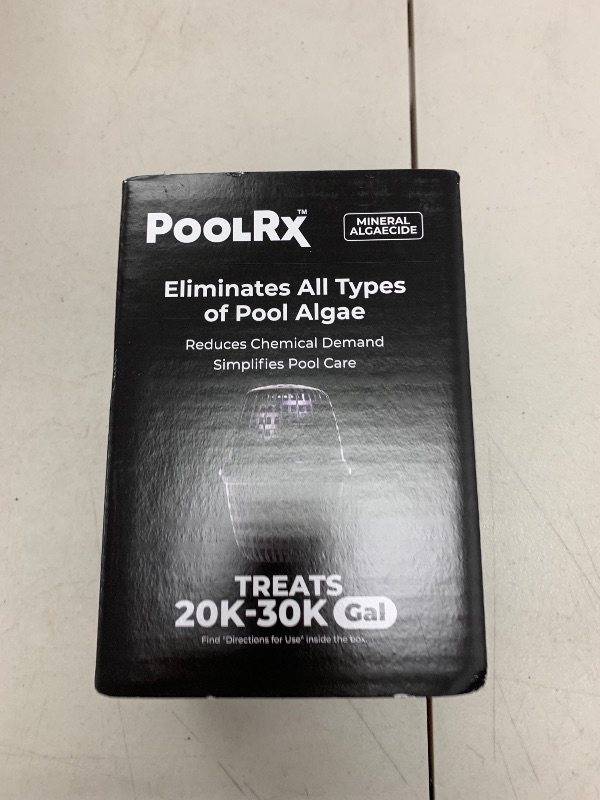 PoolRx™
MINERAL
ALGAECIDE
Eliminates All Types
of Pool Algae
Reduces Chemical Demand
Simplifies Pool Care
TREATS
20K-30K Gal
Find "Directions for Use" inside the box.